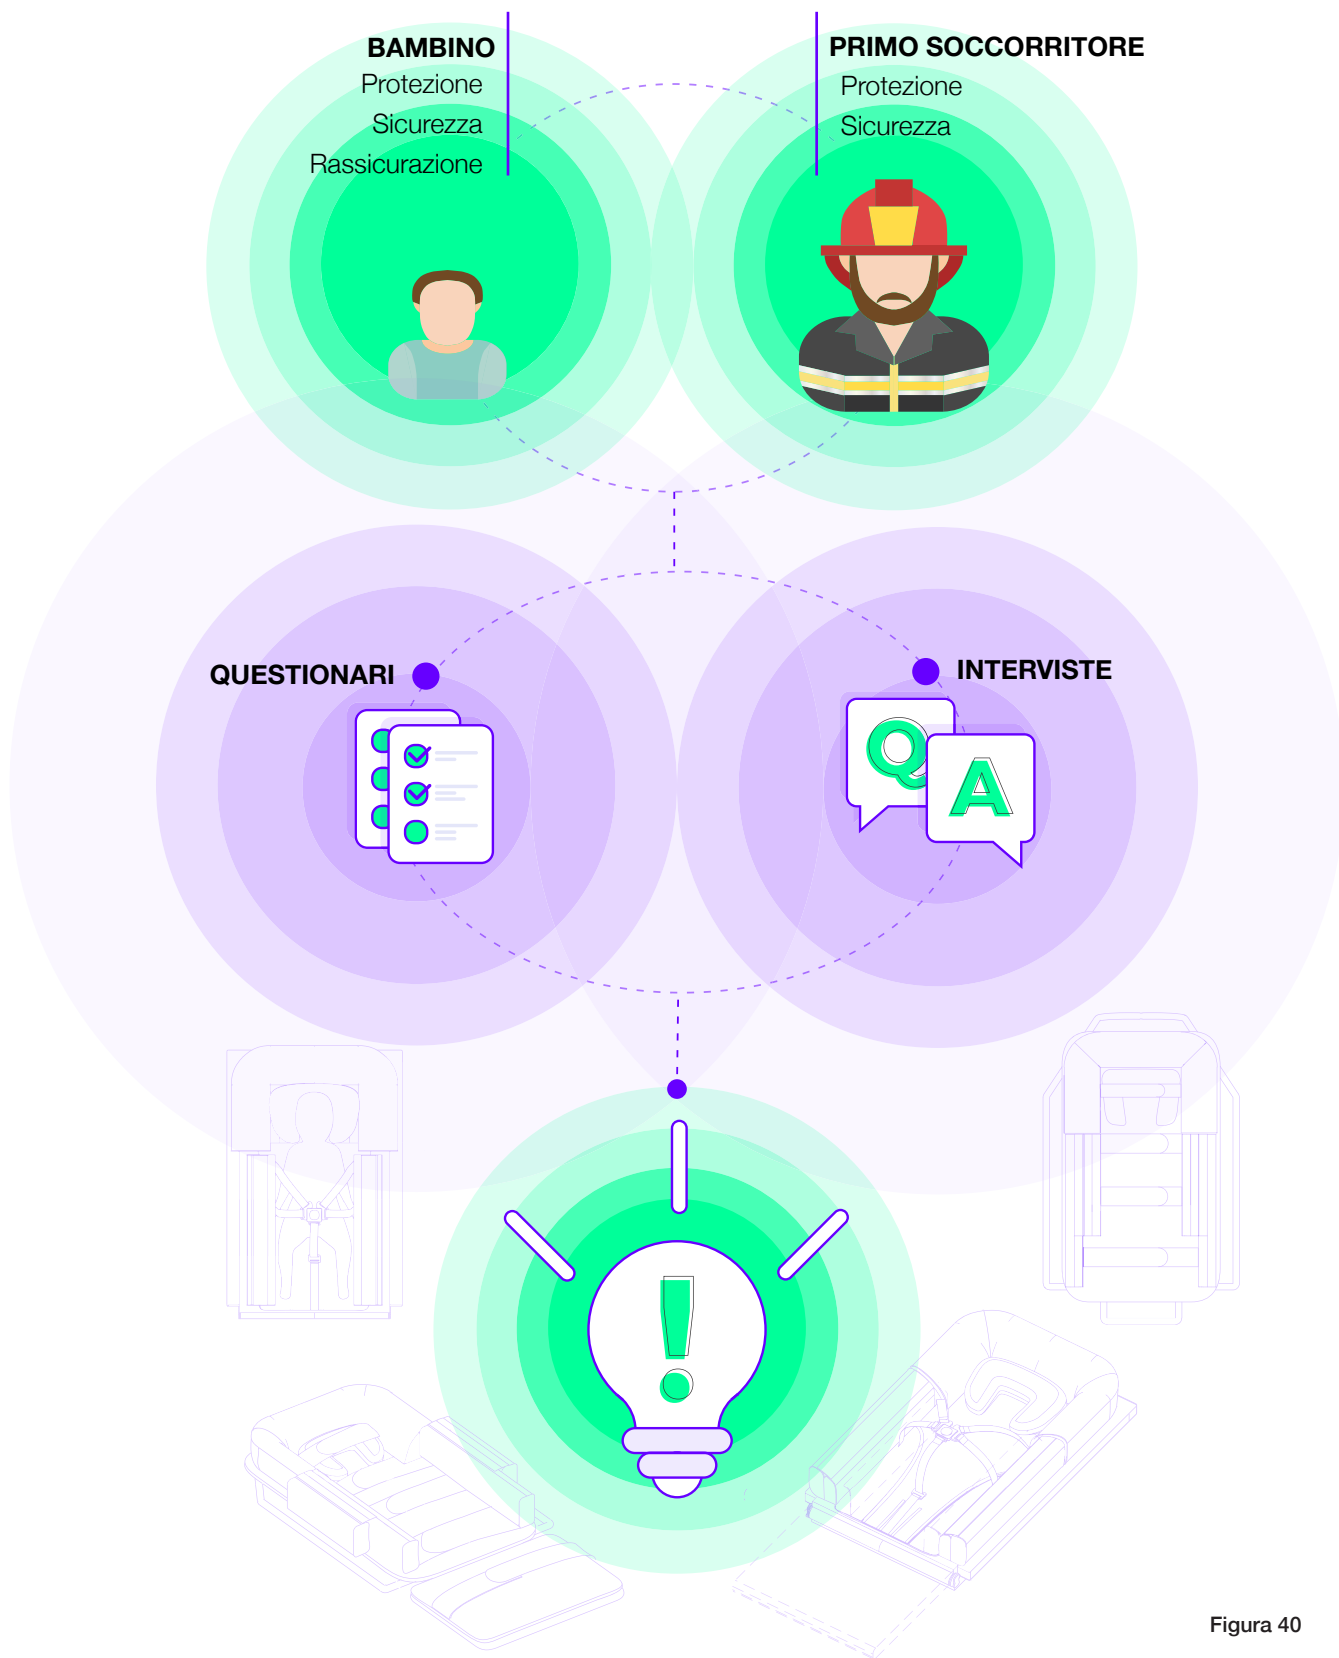 BAMBINO
Protezione
Sicurezza
Rassicurazione
PRIMO SOCCORRITORE
Protezione
Sicurezza
QUESTIONARI
INTERVISTE
Q
A
!
Figura 40